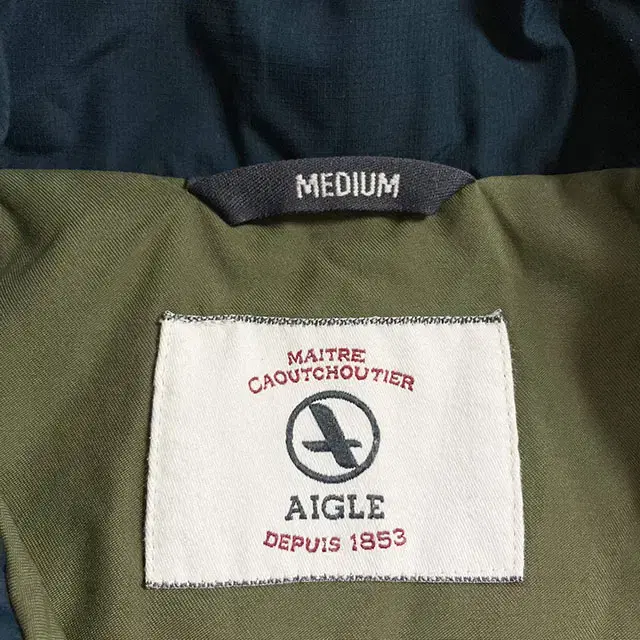 MEDIUM
MAITRE
CAOUTCHOUTIER
AIGLE
DEPUIS 1853